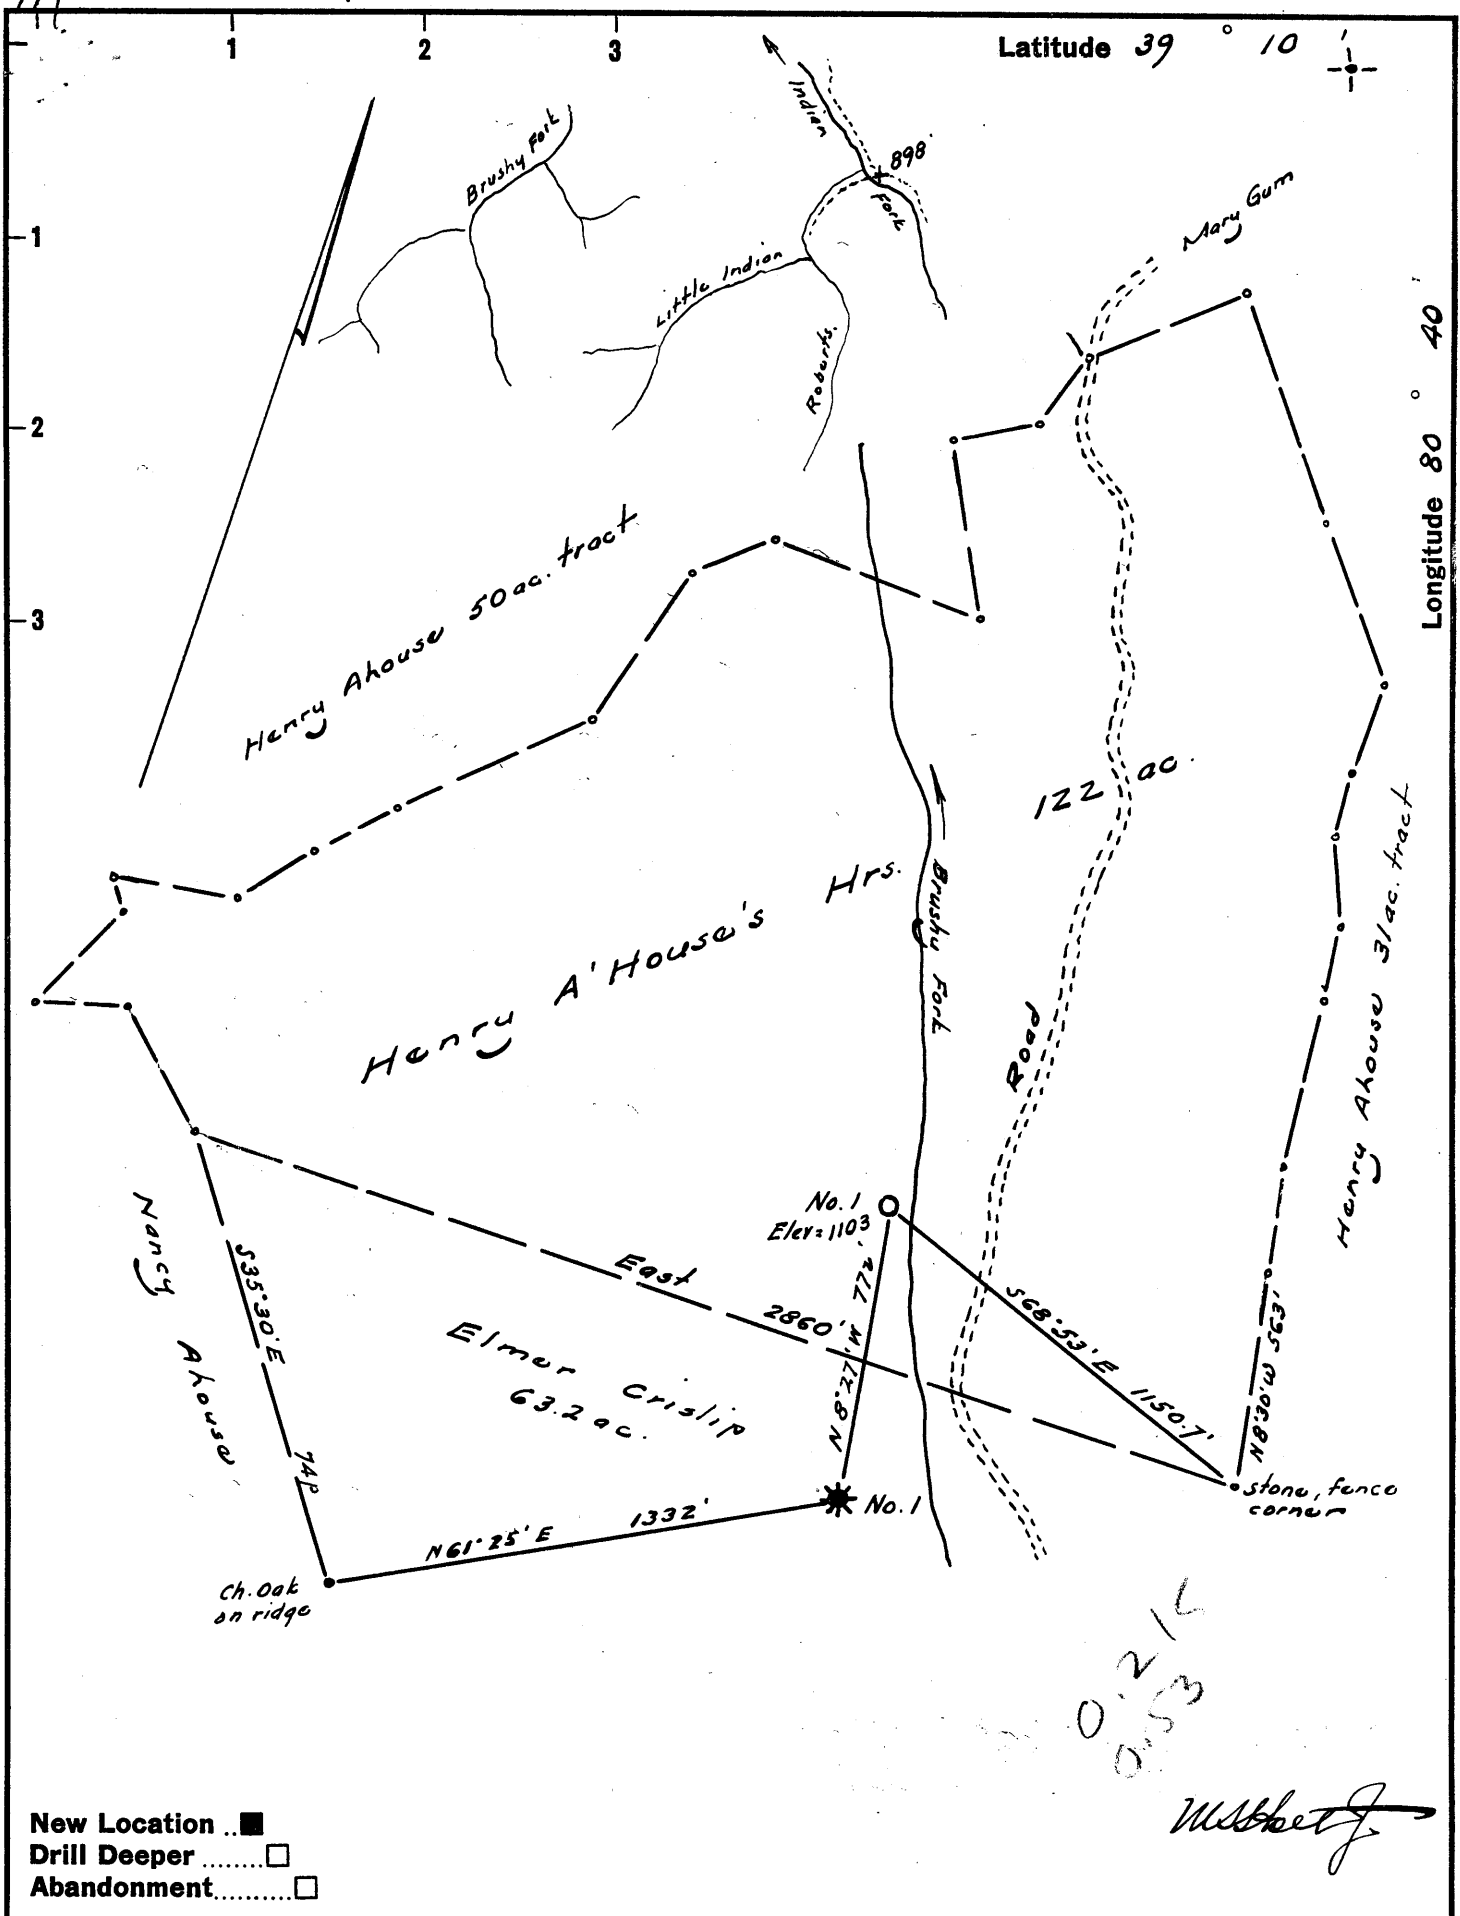 1 2 3
Latitude 39 ° 10 '
1
2
3
Longitude 80 ° 40 '
Brushy Fork
Indian
Fork
898'
Little Indian
Roberts.
Mary Gum
Henry Ahouse 50 ac. tract
122 ac.
Henry A'House's Hrs.
Brushy Fork
Road
Henry Ahouse 31 ac. tract
No. 1
Elev=1103
Nancy Ahouse
S35°30'E 74P
East 2860'
N8°27'W 772'
S68°53'E 1150.7'
N8°30'W 563'
Elmer Crislip
63.2 ac.
No. 1
stone, fence
corner
N61°25'E 1332'
Ch. Oak
on ridge
0.53
New Location ..■
Drill Deeper ........□
Abandonment..........□